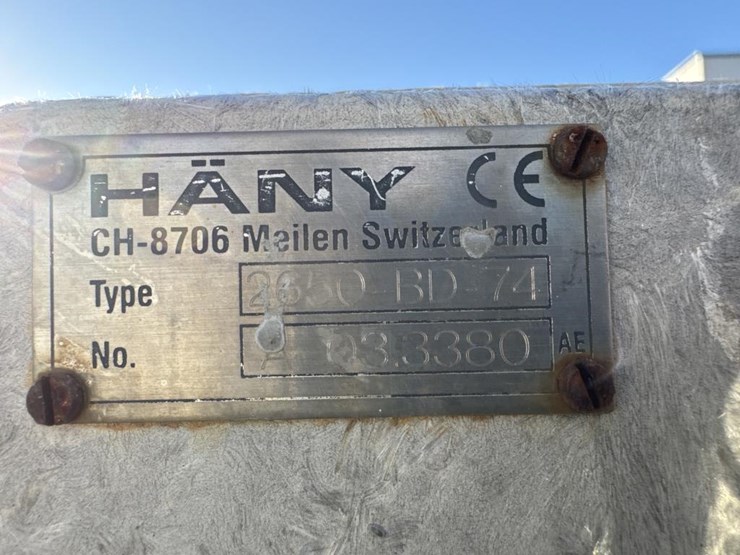 HÄNY CE
CH-8706 Meilen Switzerland
Type 2650-BD-74
No. 03.3380 AE